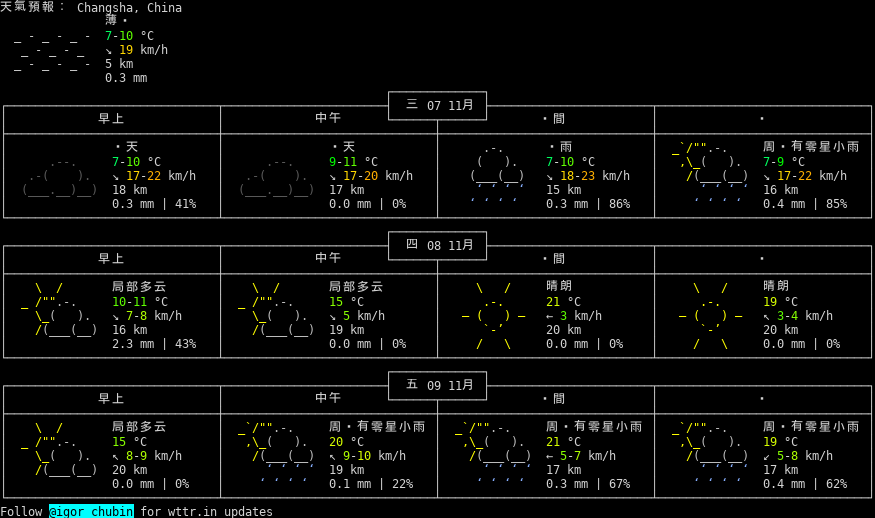 天氣預報： Changsha, China
薄・
7-10 °C
↘ 19 km/h
5 km
0.3 mm
三 07 11月
早上 中午 ・間 ・
・天 ・天 ・雨 周・有零星小雨
7-10 °C 9-11 °C 7-10 °C 7-9 °C
↘ 17-22 km/h ↘ 17-20 km/h ↘ 18-23 km/h ↘ 17-22 km/h
18 km 17 km 15 km 16 km
0.3 mm | 41% 0.0 mm | 0% 0.3 mm | 86% 0.4 mm | 85%
四 08 11月
早上 中午 ・間 ・
局部多云 局部多云 晴朗 晴朗
10-11 °C 15 °C 21 °C 19 °C
↘ 7-8 km/h ↘ 5 km/h ← 3 km/h ↖ 3-4 km/h
16 km 19 km 20 km 20 km
2.3 mm | 43% 0.0 mm | 0% 0.0 mm | 0% 0.0 mm | 0%
五 09 11月
早上 中午 ・間 ・
局部多云 周・有零星小雨 周・有零星小雨 周・有零星小雨
15 °C 20 °C 21 °C 19 °C
↖ 8-9 km/h ↖ 9-10 km/h ← 5-7 km/h ↙ 5-8 km/h
20 km 19 km 17 km 17 km
0.0 mm | 0% 0.1 mm | 22% 0.3 mm | 67% 0.4 mm | 62%
Follow @igor_chubin for wttr.in updates